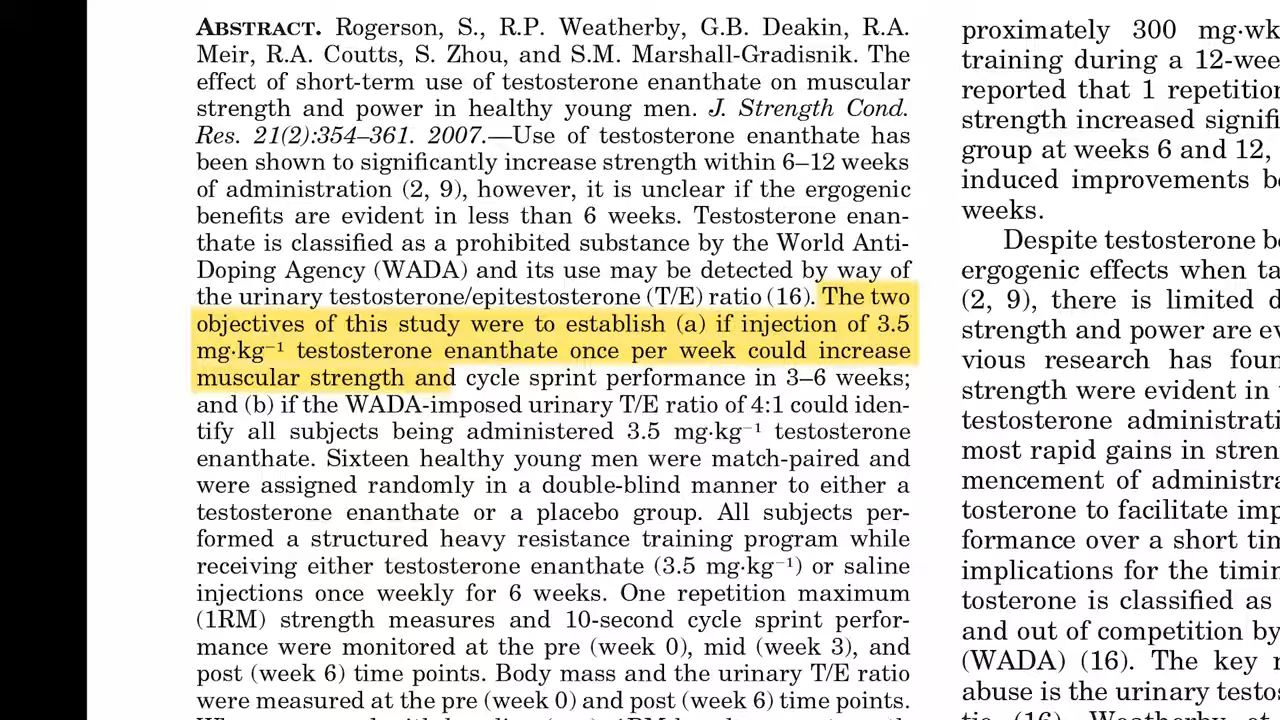 ABSTRACT. Rogerson, S., R.P. Weatherby, G.B. Deakin, R.A.
Meir, R.A. Coutts, S. Zhou, and S.M. Marshall-Gradisnik. The
effect of short-term use of testosterone enanthate on muscular
strength and power in healthy young men. J. Strength Cond.
Res. 21(2):354–361. 2007.—Use of testosterone enanthate has
been shown to significantly increase strength within 6–12 weeks
of administration (2, 9), however, it is unclear if the ergogenic
benefits are evident in less than 6 weeks. Testosterone enan-
thate is classified as a prohibited substance by the World Anti-
Doping Agency (WADA) and its use may be detected by way of
the urinary testosterone/epitestosterone (T/E) ratio (16). The two
objectives of this study were to establish (a) if injection of 3.5
mg·kg⁻¹ testosterone enanthate once per week could increase
muscular strength and cycle sprint performance in 3–6 weeks;
and (b) if the WADA-imposed urinary T/E ratio of 4:1 could iden-
tify all subjects being administered 3.5 mg·kg⁻¹ testosterone
enanthate. Sixteen healthy young men were match-paired and
were assigned randomly in a double-blind manner to either a
testosterone enanthate or a placebo group. All subjects per-
formed a structured heavy resistance training program while
receiving either testosterone enanthate (3.5 mg·kg⁻¹) or saline
injections once weekly for 6 weeks. One repetition maximum
(1RM) strength measures and 10-second cycle sprint perfor-
mance were monitored at the pre (week 0), mid (week 3), and
post (week 6) time points. Body mass and the urinary T/E ratio
were measured at the pre (week 0) and post (week 6) time points.
proximately 300 mg·wk
training during a 12-wee
reported that 1 repetition
strength increased signifi
group at weeks 6 and 12,
induced improvements be
weeks.
Despite testosterone b
ergogenic effects when ta
(2, 9), there is limited d
strength and power are ev
vious research has foun
strength were evident in
testosterone administrati
most rapid gains in stren
mencement of administra
tosterone to facilitate imp
formance over a short tim
implications for the timin
tosterone is classified as
and out of competition by
(WADA) (16). The key
abuse is the urinary testos